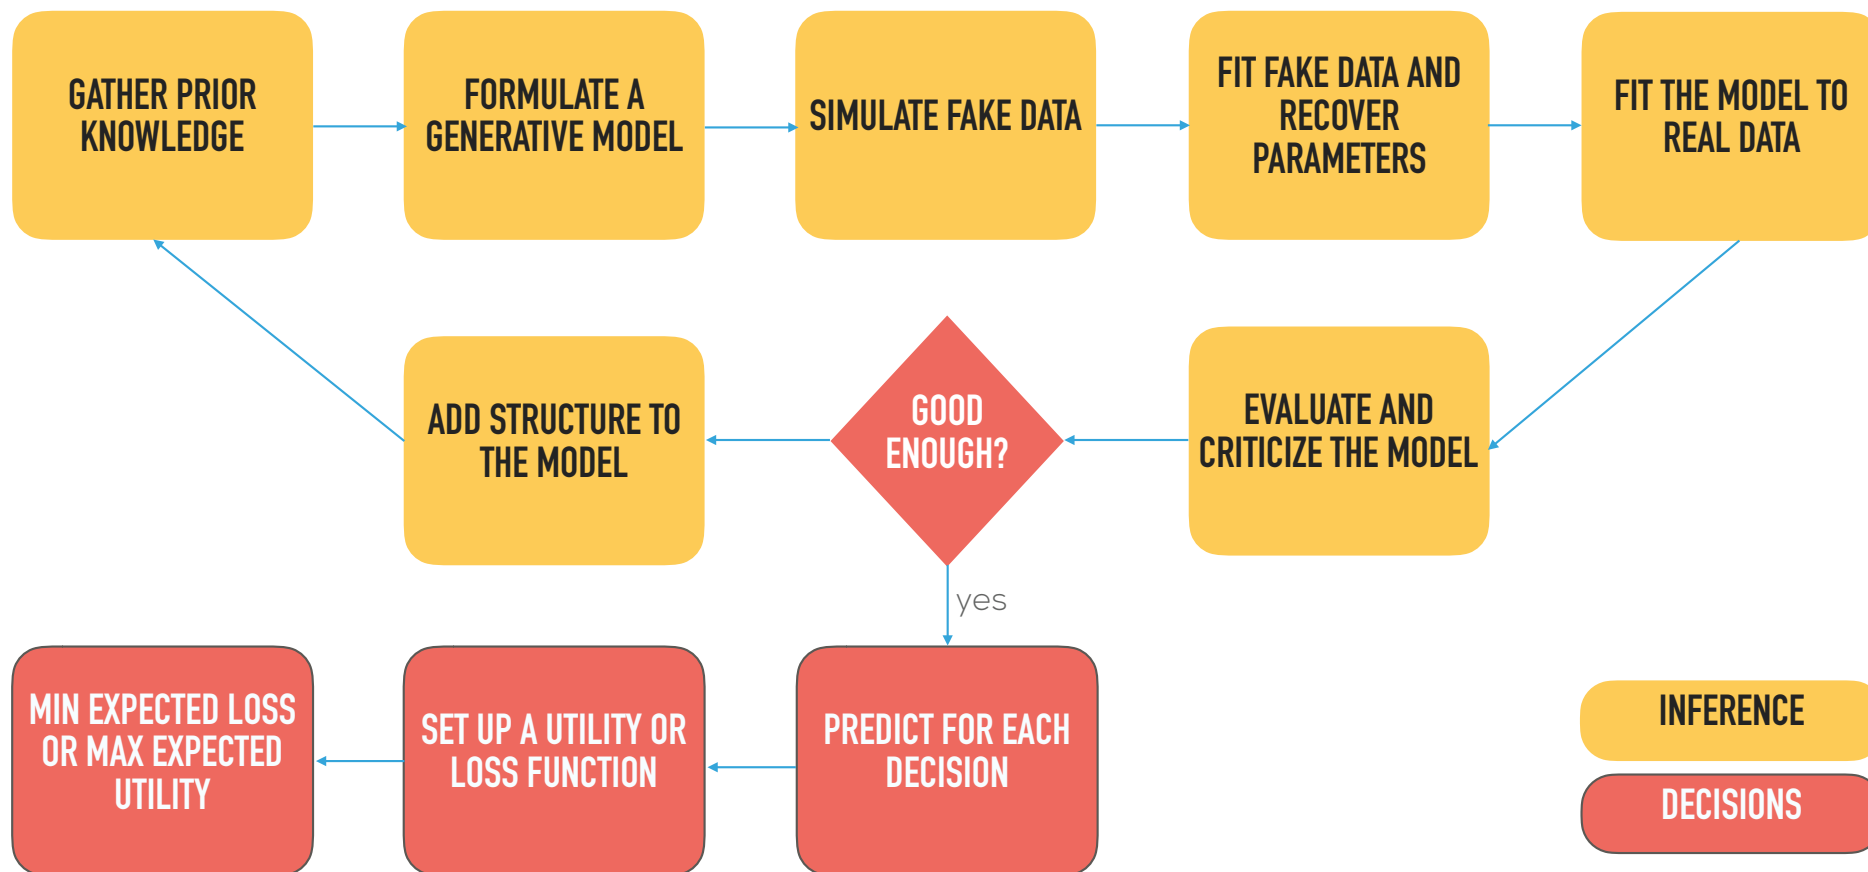 GATHER PRIOR
KNOWLEDGE
FORMULATE A
GENERATIVE MODEL
SIMULATE FAKE DATA
FIT FAKE DATA AND
RECOVER
PARAMETERS
FIT THE MODEL TO
REAL DATA
ADD STRUCTURE TO
THE MODEL
GOOD
ENOUGH?
EVALUATE AND
CRITICIZE THE MODEL
yes
MIN EXPECTED LOSS
OR MAX EXPECTED
UTILITY
SET UP A UTILITY OR
LOSS FUNCTION
PREDICT FOR EACH
DECISION
INFERENCE
DECISIONS